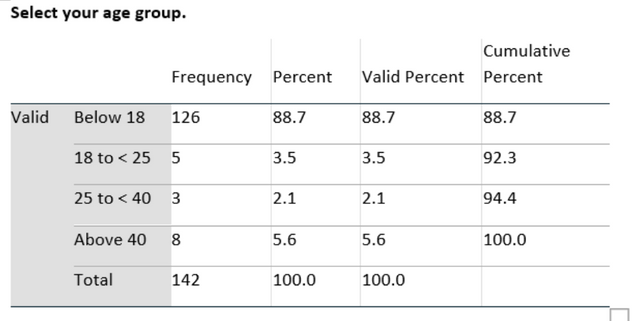 Select your age group.
Cumulative
Frequency Percent Valid Percent Percent
Valid Below 18 126 88.7 88.7 88.7
18 to < 25 5 3.5 3.5 92.3
25 to < 40 3 2.1 2.1 94.4
Above 40 8 5.6 5.6 100.0
Total 142 100.0 100.0